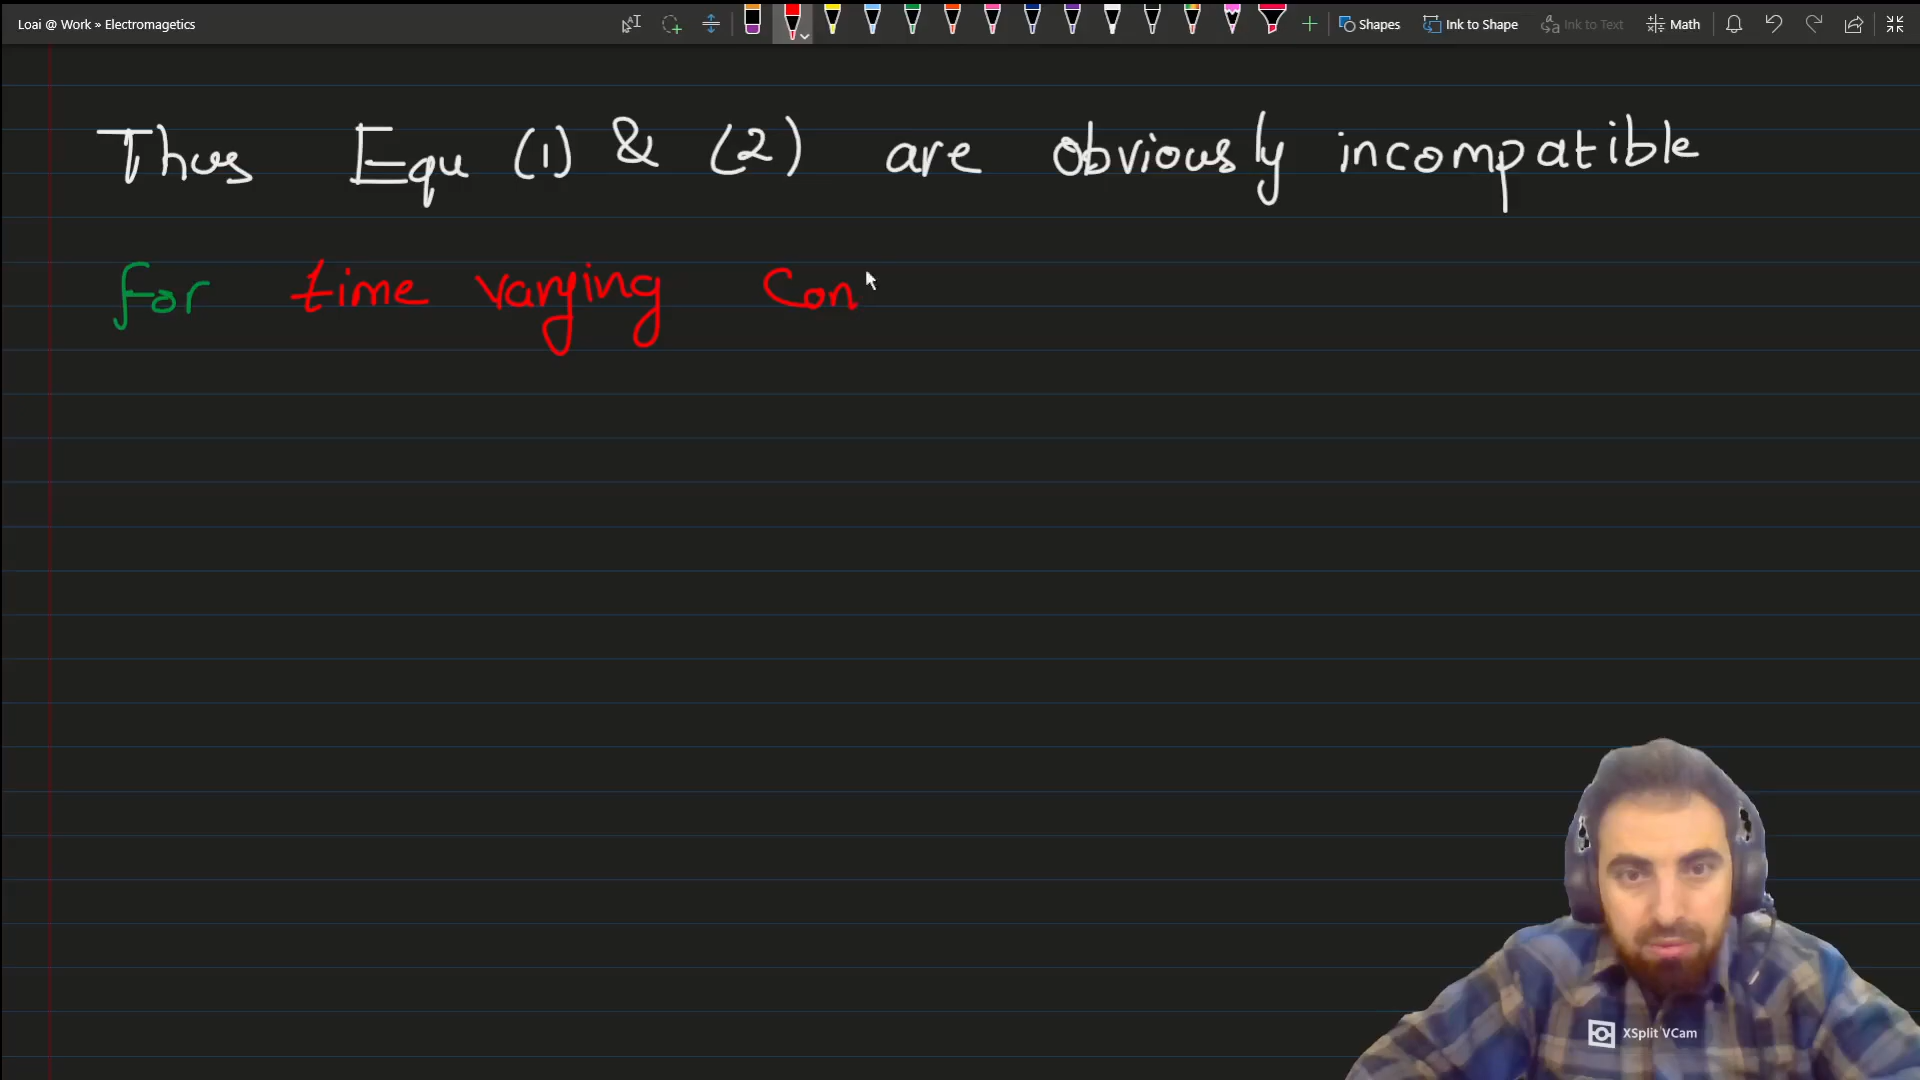 Loai @ Work » Electromagetics
Shapes Ink to Shape Ink to Text Math
Thus Equ (1) & (2) are obviously incompatible
for time varying Con
XSplit VCam